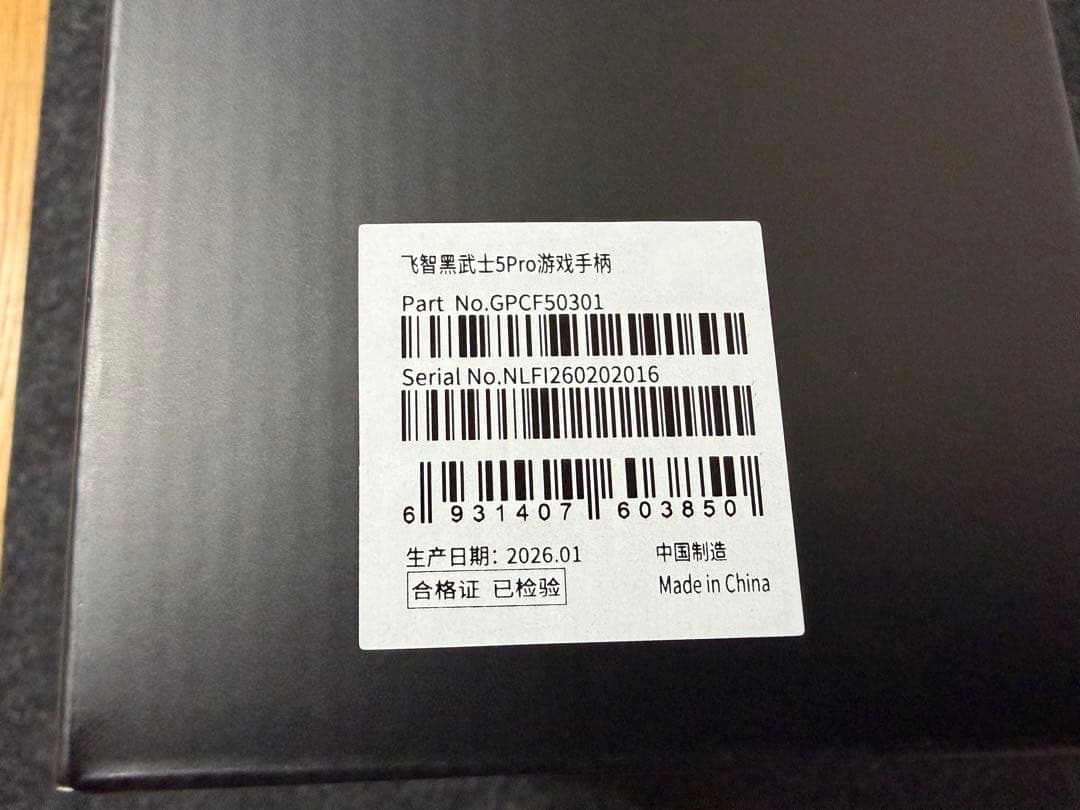 飞智黑武士5Pro游戏手柄
Part No.GPCF50301
Serial No.NLFI260202016
6 931407 603850
生产日期：2026.01
中国制造
合格证 已检验
Made in China